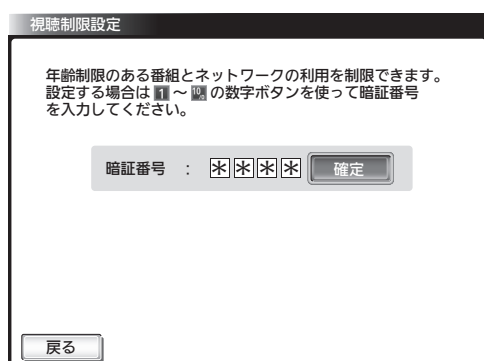 視聴制限設定
年齢制限のある番組とネットワークの利用を制限できます。
設定する場合は 1 ～ 10 の数字ボタンを使って暗証番号
を入力してください。
暗証番号 : ＊ ＊ ＊ ＊ 確定
戻る